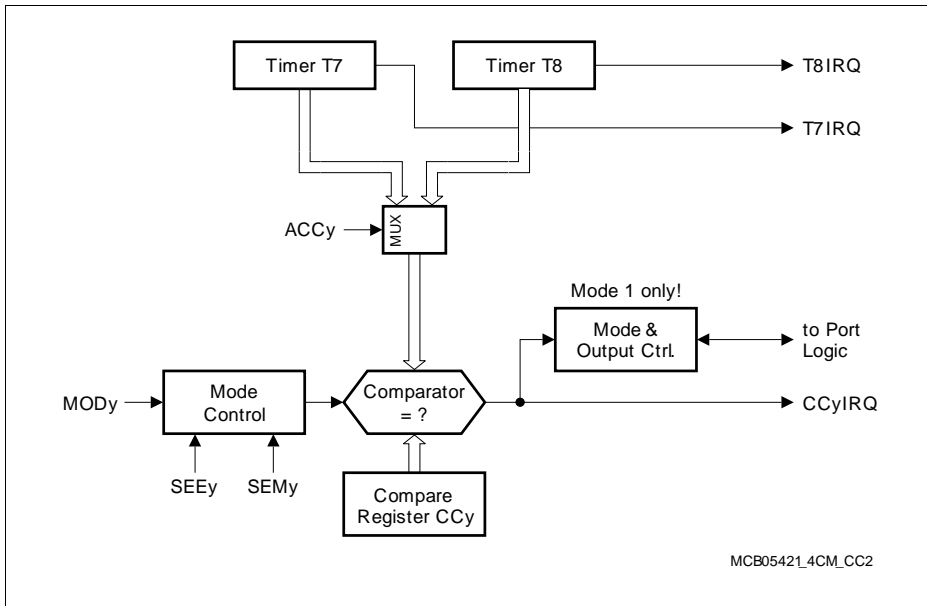 Timer T7
Timer T8
T8IRQ
T7IRQ
ACCy
MUX
Mode 1 only!
Mode &
Output Ctrl.
to Port
Logic
MODy
Mode
Control
Comparator
= ?
CCyIRQ
SEEy
SEMy
Compare
Register CCy
MCB05421_4CM_CC2